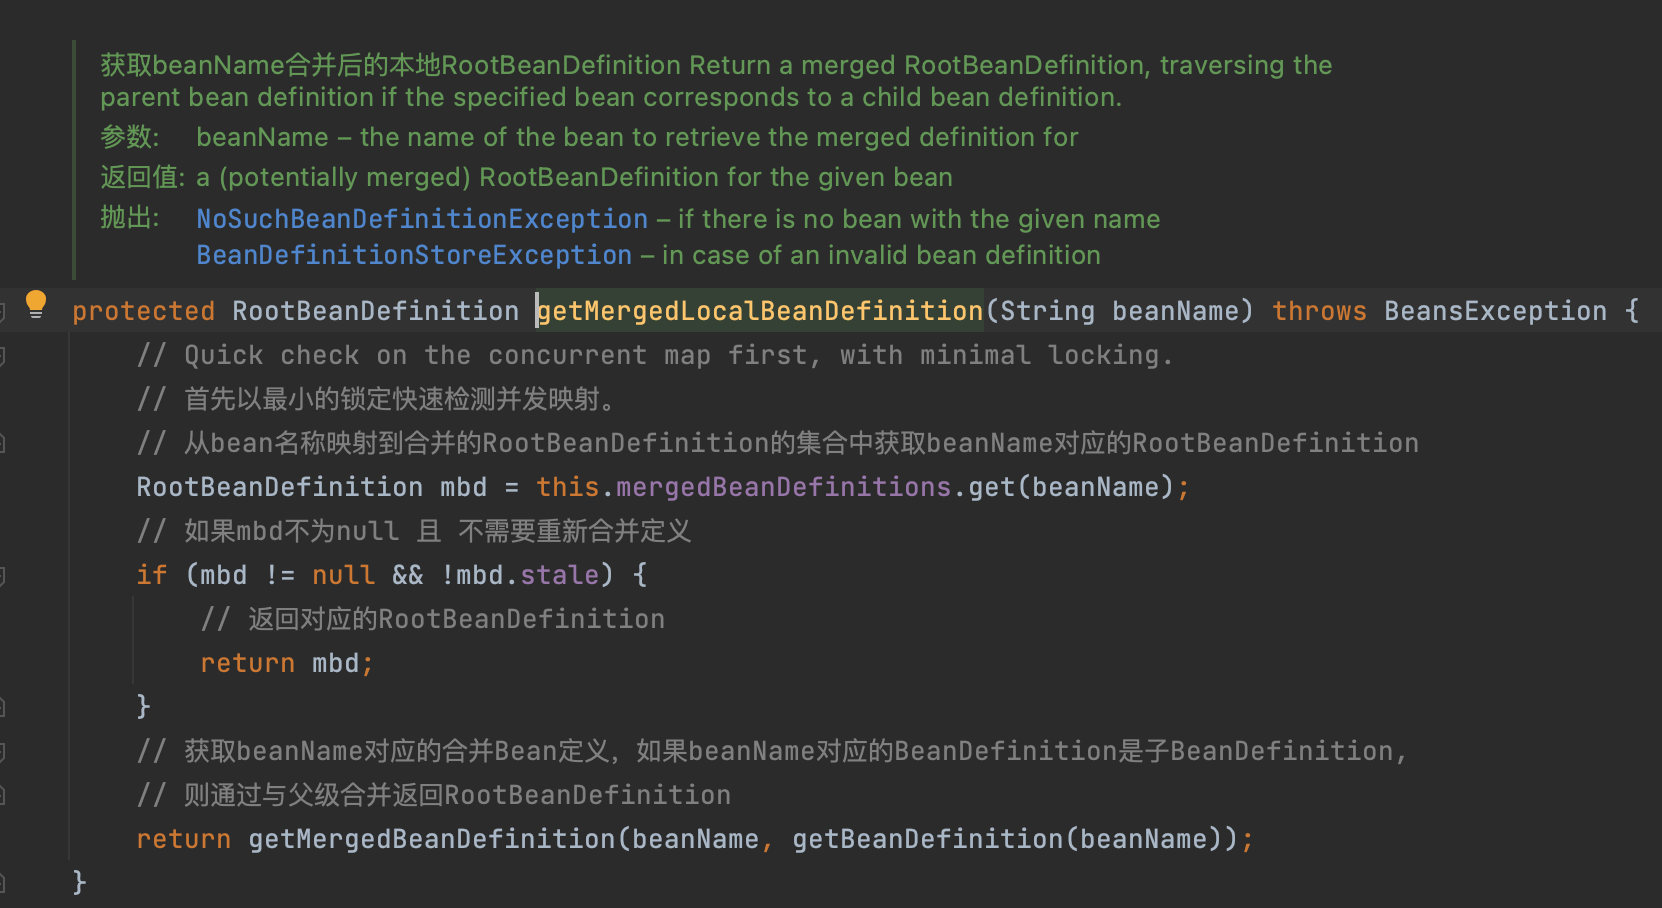 获取beanName合并后的本地RootBeanDefinition Return a merged RootBeanDefinition, traversing the
parent bean definition if the specified bean corresponds to a child bean definition.
参数: beanName – the name of the bean to retrieve the merged definition for
返回值: a (potentially merged) RootBeanDefinition for the given bean
抛出: NoSuchBeanDefinitionException – if there is no bean with the given name
BeanDefinitionStoreException – in case of an invalid bean definition
protected RootBeanDefinition getMergedLocalBeanDefinition(String beanName) throws BeansException {
// Quick check on the concurrent map first, with minimal locking.
// 首先以最小的锁定快速检测并发映射。
// 从bean名称映射到合并的RootBeanDefinition的集合中获取beanName对应的RootBeanDefinition
RootBeanDefinition mbd = this.mergedBeanDefinitions.get(beanName);
// 如果mbd不为null 且 不需要重新合并定义
if (mbd != null && !mbd.stale) {
// 返回对应的RootBeanDefinition
return mbd;
}
// 获取beanName对应的合并Bean定义，如果beanName对应的BeanDefinition是子BeanDefinition,
// 则通过与父级合并返回RootBeanDefinition
return getMergedBeanDefinition(beanName, getBeanDefinition(beanName));
}